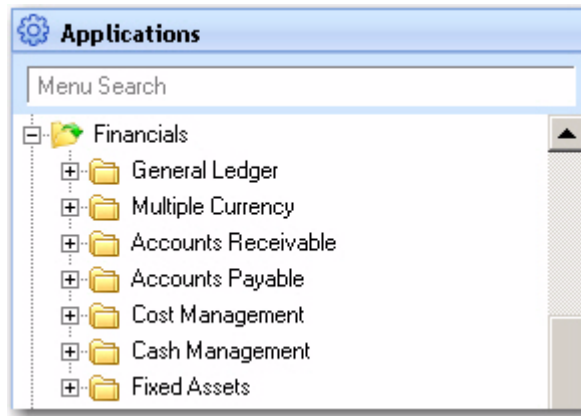 Applications
Menu Search
Financials
General Ledger
Multiple Currency
Accounts Receivable
Accounts Payable
Cost Management
Cash Management
Fixed Assets